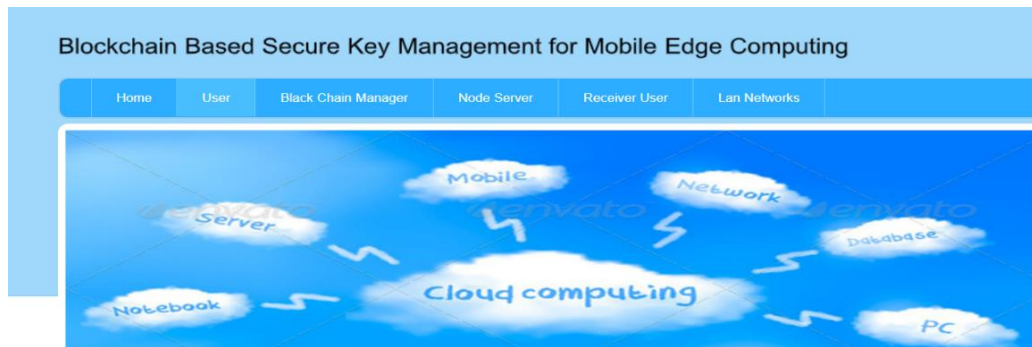 Blockchain Based Secure Key Management for Mobile Edge Computing
Home User Black Chain Manager Node Server Receiver User Lan Networks
Mobile
Network
envato envato envato
Server
Database
Cloud computing
Notebook
PC